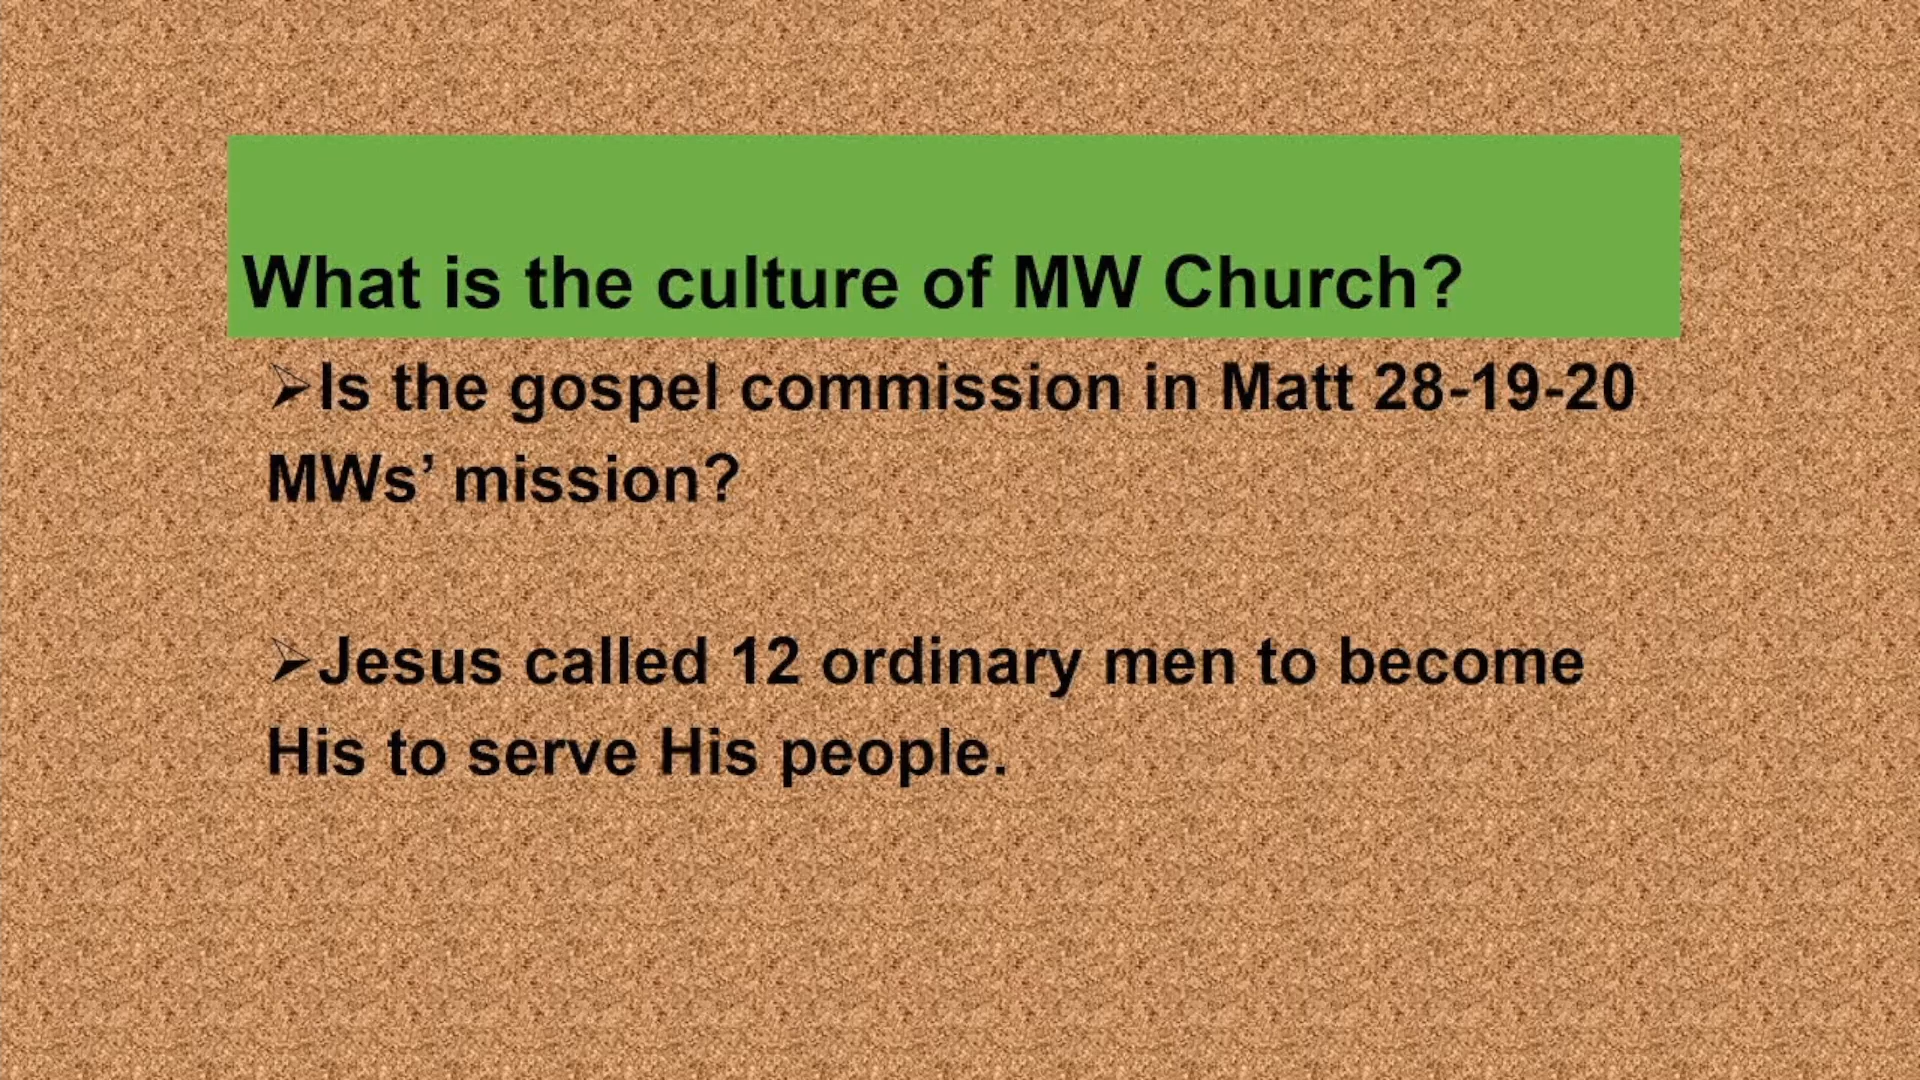 What is the culture of MW Church?
➢Is the gospel commission in Matt 28-19-20
MWs’ mission?
➢Jesus called 12 ordinary men to become
His to serve His people.